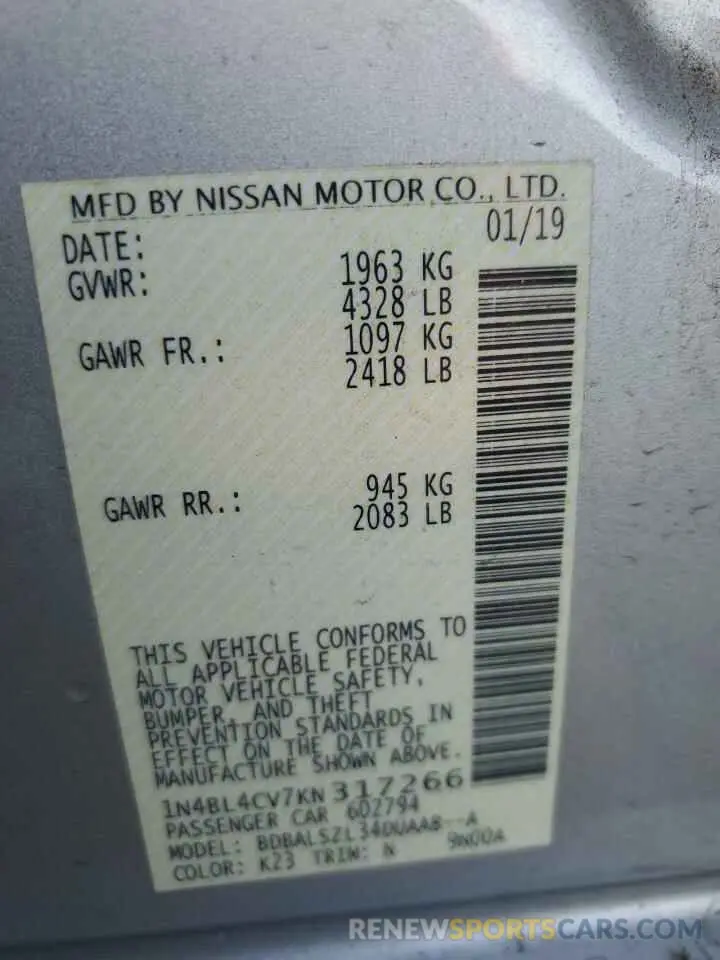 MFD BY NISSAN MOTOR CO., LTD.
DATE: 01/19
GVWR: 1963 KG
4328 LB
GAWR FR.: 1097 KG
2418 LB
GAWR RR.: 945 KG
2083 LB
THIS VEHICLE CONFORMS TO
ALL APPLICABLE FEDERAL
MOTOR VEHICLE SAFETY,
BUMPER, AND THEFT
PREVENTION STANDARDS IN
EFFECT ON THE DATE OF
MANUFACTURE SHOWN ABOVE.
1N4BL4CV7KN317266
PASSENGER CAR 602794
MODEL:
COLOR: K23 TRIM: N
RENEWSPORTSCARS.COM